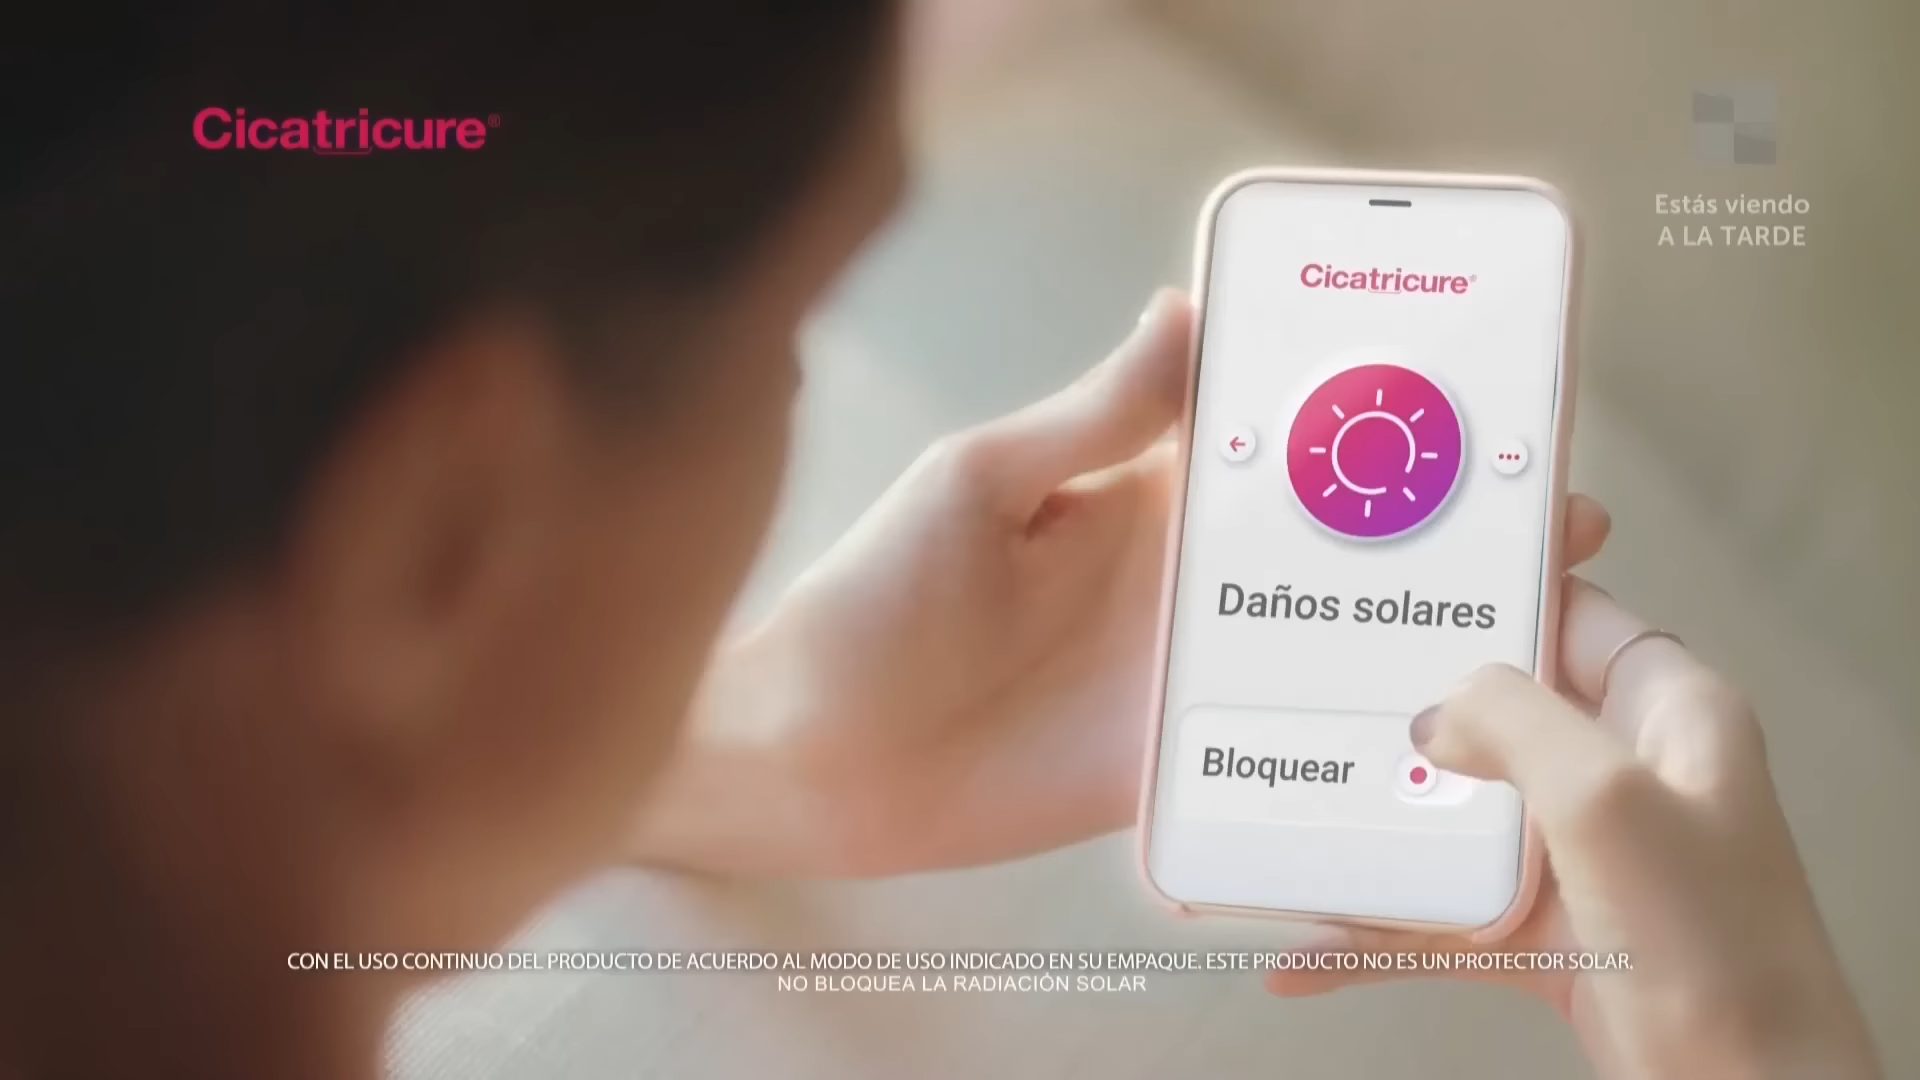 Cicatricure®
Estás viendo
A LA TARDE
Cicatricure®
Daños solares
Bloquear
CON EL USO CONTINUO DEL PRODUCTO DE ACUERDO AL MODO DE USO INDICADO EN SU EMPAQUE. ESTE PRODUCTO NO ES UN PROTECTOR SOLAR.
NO BLOQUEA LA RADIACIÓN SOLAR